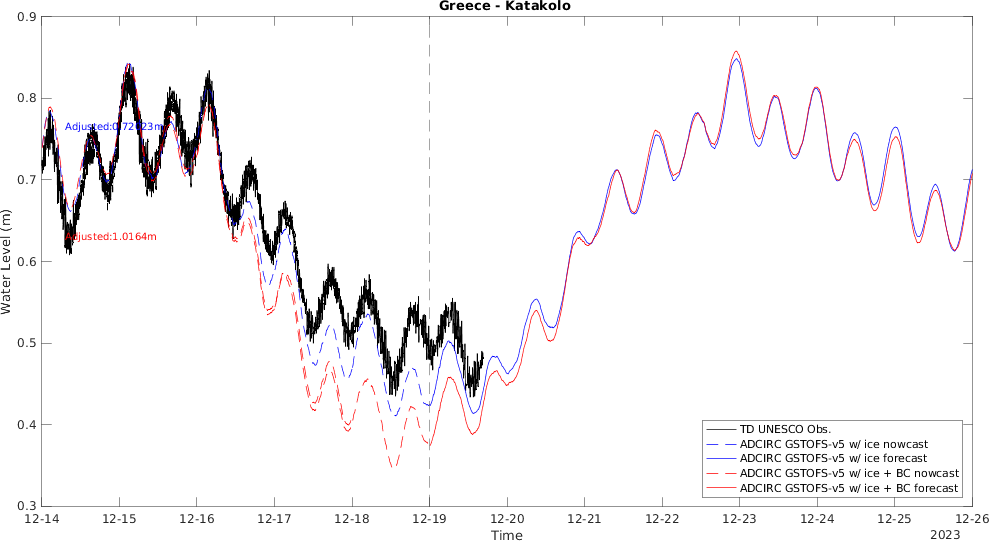 Greece - Katakolo
0.9
0.8
0.7
0.6
0.5
0.4
0.3
Water Level (m)
Adjusted:0.72623m
Adjusted:1.0164m
TD UNESCO Obs.
ADCIRC GSTOFS-v5 w/ ice nowcast
ADCIRC GSTOFS-v5 w/ ice forecast
ADCIRC GSTOFS-v5 w/ ice + BC nowcast
ADCIRC GSTOFS-v5 w/ ice + BC forecast
12-14 12-15 12-16 12-17 12-18 12-19 12-20 12-21 12-22 12-23 12-24 12-25 12-26
Time
2023